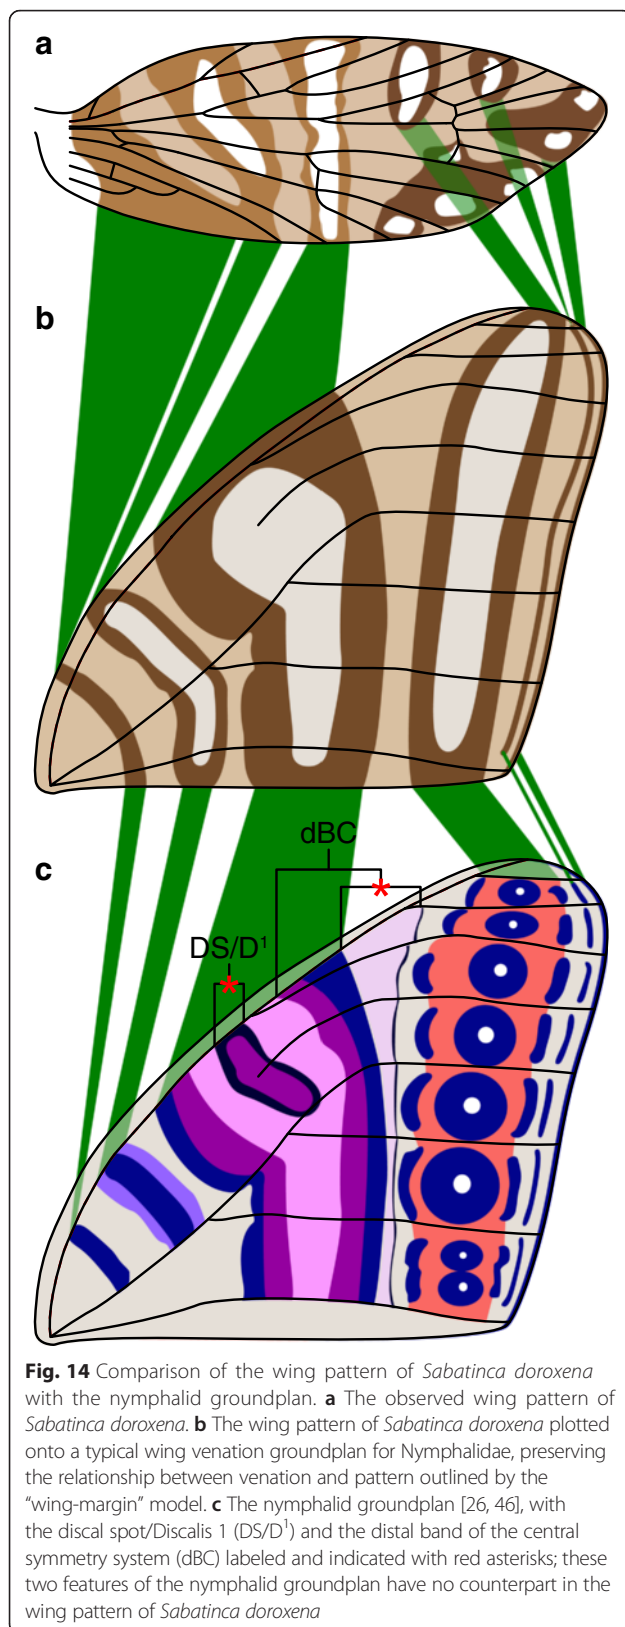 a
b
dBC
*
c
DS/D¹
*
Fig. 14 Comparison of the wing pattern of Sabatinca doroxena
with the nymphalid groundplan. a The observed wing pattern of
Sabatinca doroxena. b The wing pattern of Sabatinca doroxena plotted
onto a typical wing venation groundplan for Nymphalidae, preserving
the relationship between venation and pattern outlined by the
“wing-margin” model. c The nymphalid groundplan [26, 46], with
the discal spot/Discalis 1 (DS/D¹) and the distal band of the central
symmetry system (dBC) labeled and indicated with red asterisks; these
two features of the nymphalid groundplan have no counterpart in the
wing pattern of Sabatinca doroxena